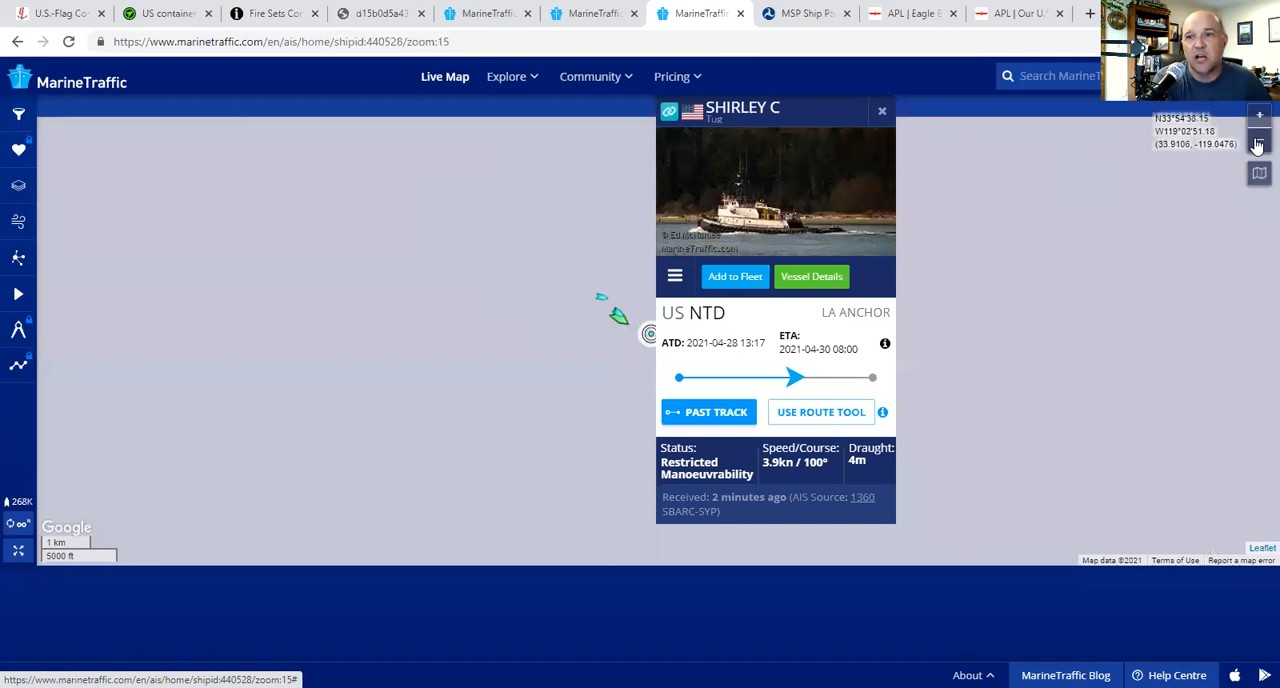 U.S.-Flag Co
US container
Fire Sets Cor
d15b0d5a43
MarineTraffic
MarineTraffic
MarineTraffic
MSP Ship Po
APL | Eagle E
APL | Our U.
https://www.marinetraffic.com/en/ais/home/shipid:440528/zoom:15
MarineTraffic
Live Map
Explore
Community
Pricing
Search MarineT
SHIRLEY C
Tug
N33°54'38.15
W119°02'51.18
(33.9106, -119.0476)
© Ed McNamee
MarineTraffic.com
Add to Fleet
Vessel Details
US NTD
LA ANCHOR
ATD: 2021-04-28 13:17
ETA:
2021-04-30 08:00
PAST TRACK
USE ROUTE TOOL
Status:
Restricted
Manoeuvrability
Speed/Course:
3.9kn / 100°
Draught:
4m
Received: 2 minutes ago (AIS Source: 1360
SBARC-SYP)
268K
Google
1 km
5000 ft
Leaflet
Map data ©2021
Terms of Use
Report a map error
https://www.marinetraffic.com/en/ais/home/shipid:440528/zoom:15#
About
MarineTraffic Blog
Help Centre